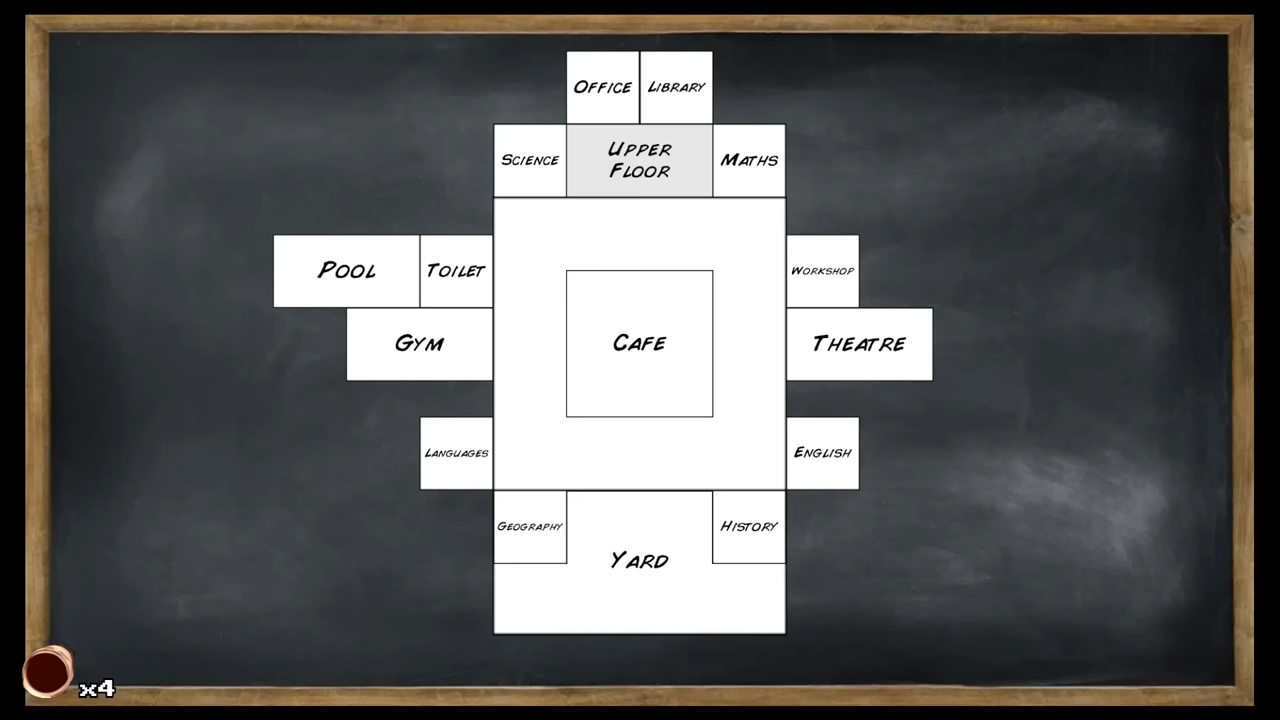 OFFICE
LIBRARY
SCIENCE
UPPER
FLOOR
MATHS
POOL
TOILET
WORKSHOP
GYM
CAFE
THEATRE
LANGUAGES
ENGLISH
GEOGRAPHY
HISTORY
YARD
x4